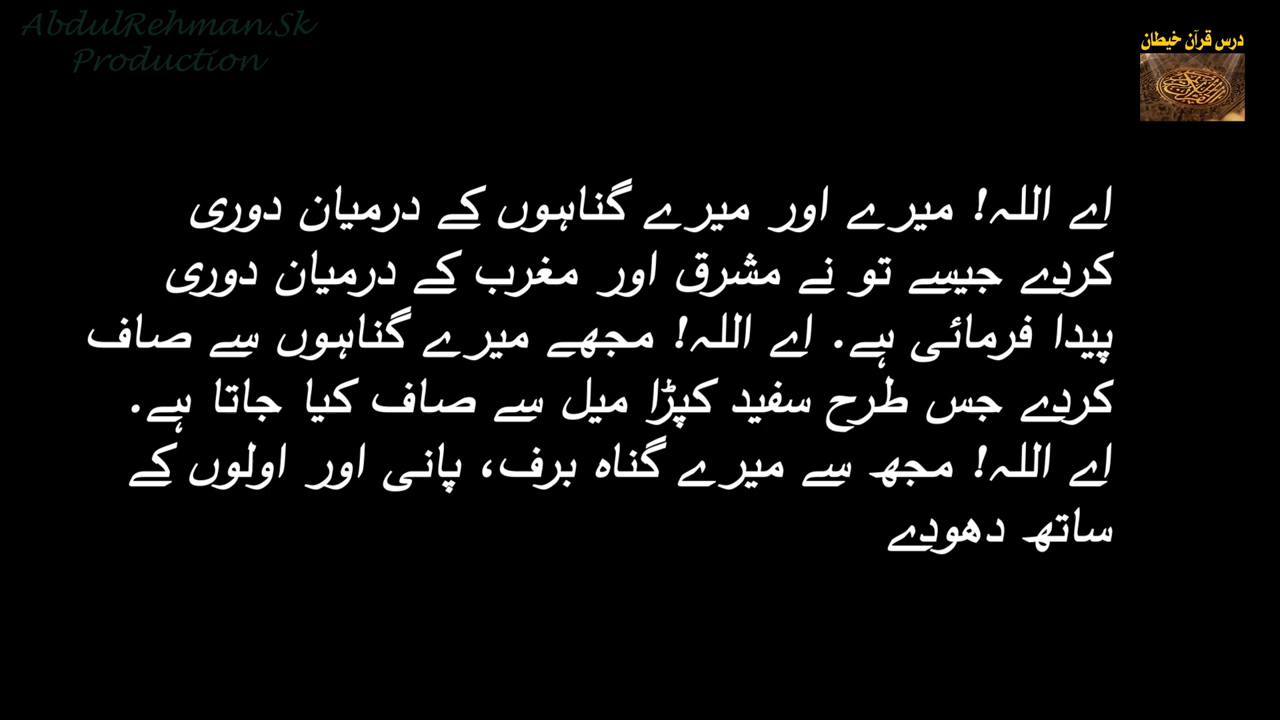 AbdulRehman.Sk
Production
درس قرآن خیطان
اے اللہ! میرے اور میرے گناہوں کے درمیان دوری
کردے جیسے تو نے مشرق اور مغرب کے درمیان دوری
پیدا فرمائی ہے. اے اللہ! مجھے میرے گناہوں سے صاف
کردے جس طرح سفید کپڑا میل سے صاف کیا جاتا ہے.
اے اللہ! مجھ سے میرے گناہ برف، پانی اور اولوں کے
ساتھ دھودے